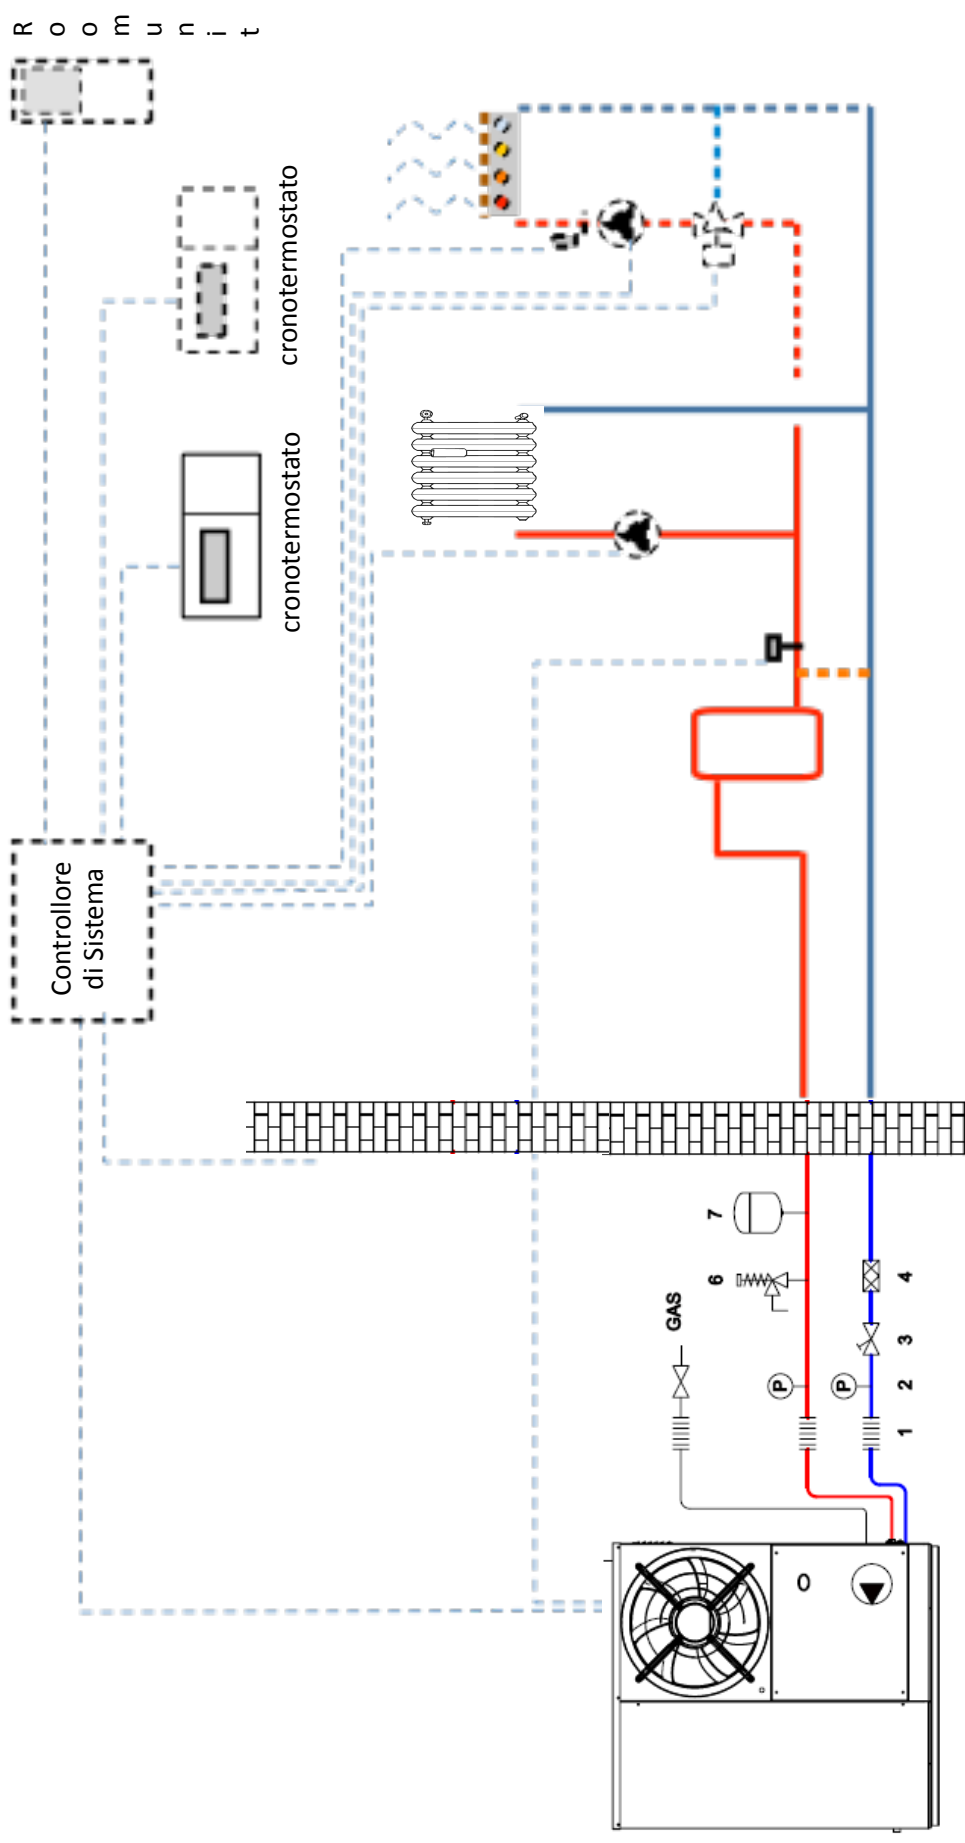 Room unit
cronotermostato
cronotermostato
Controllore
di Sistema
7
6
4
GAS
3
P
P
2
1
0